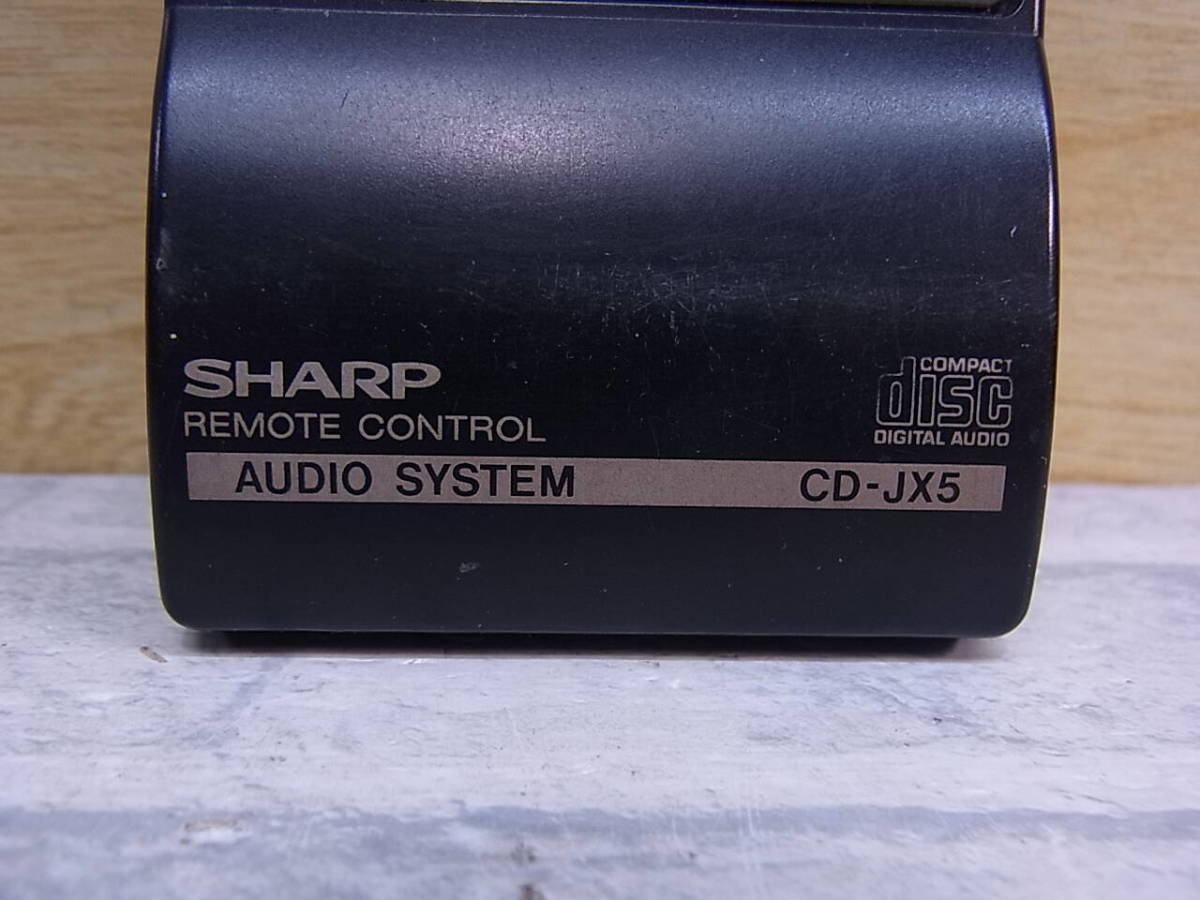 SHARP
REMOTE CONTROL
COMPACT
disc
DIGITAL AUDIO
AUDIO SYSTEM CD-JX5